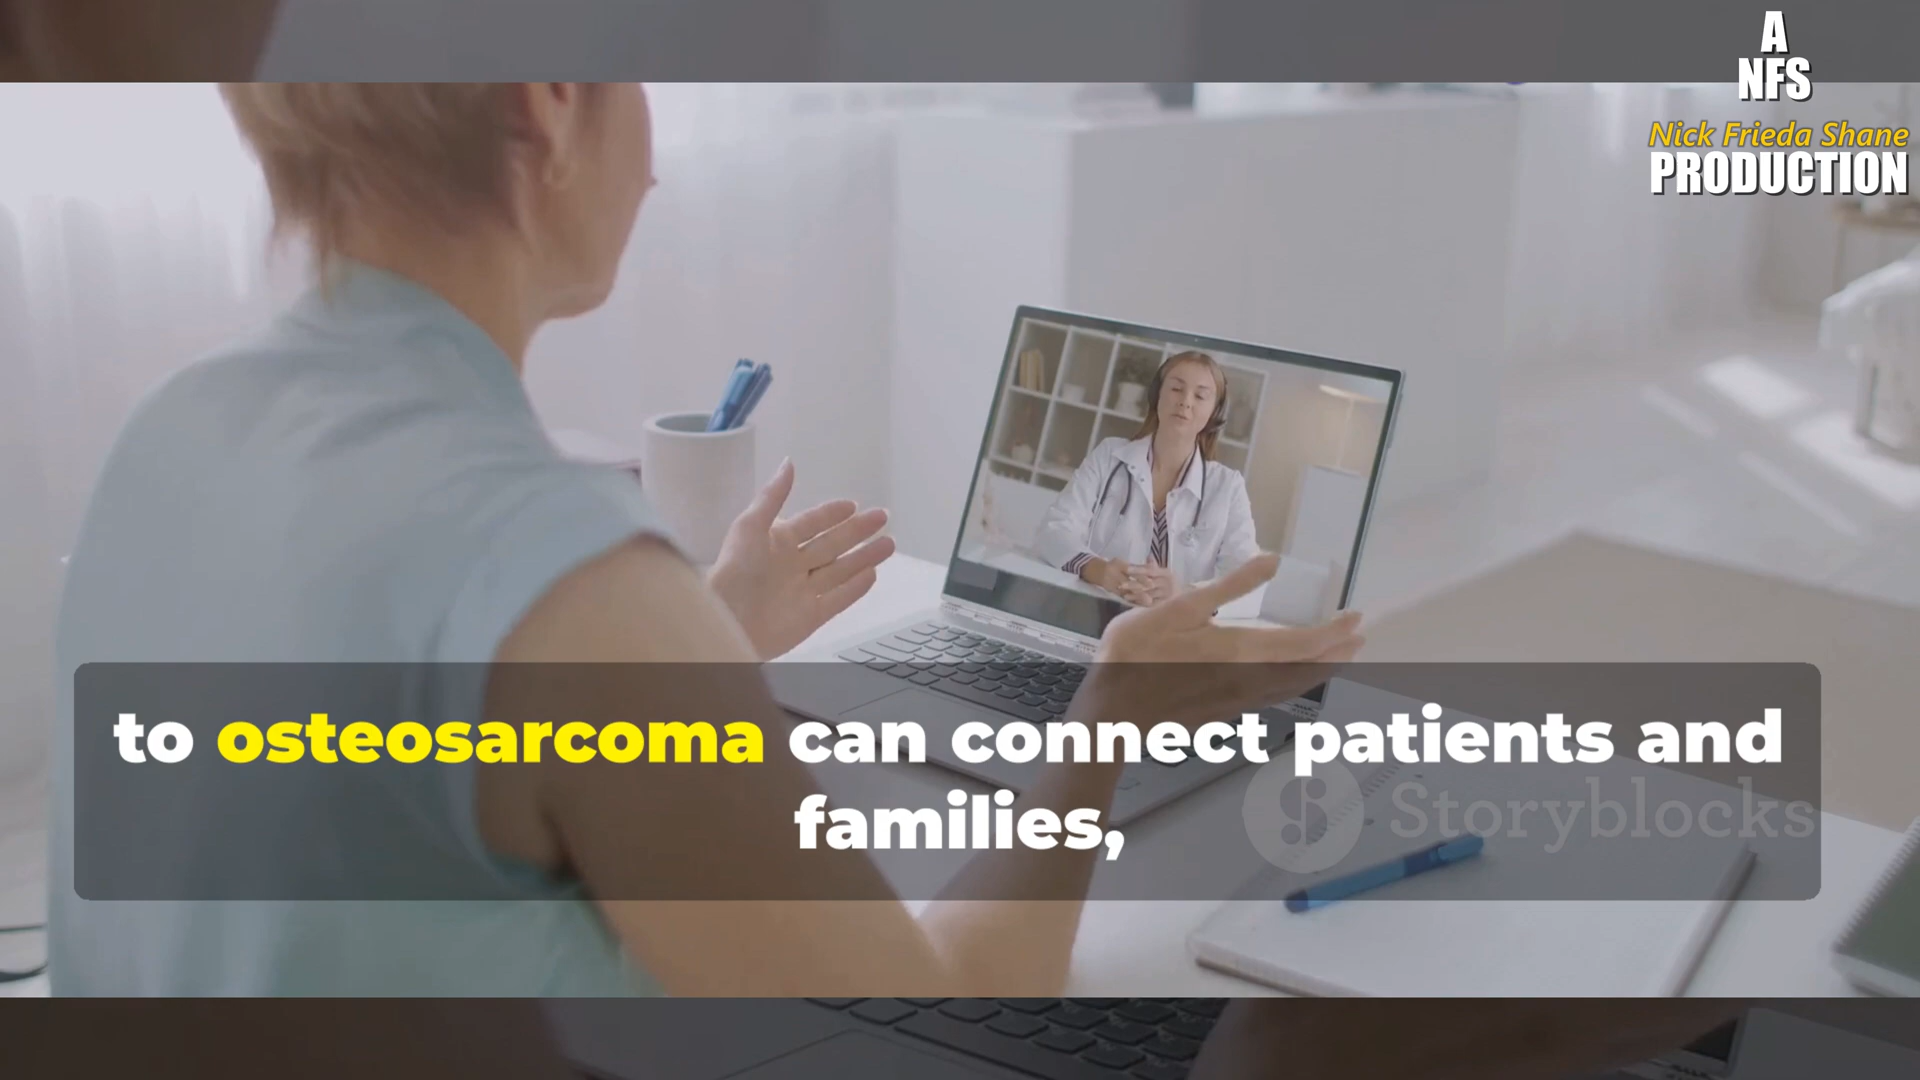 A
NFS
Nick Frieda Shane
PRODUCTION
to osteosarcoma can connect patients and
families,
Storyblocks